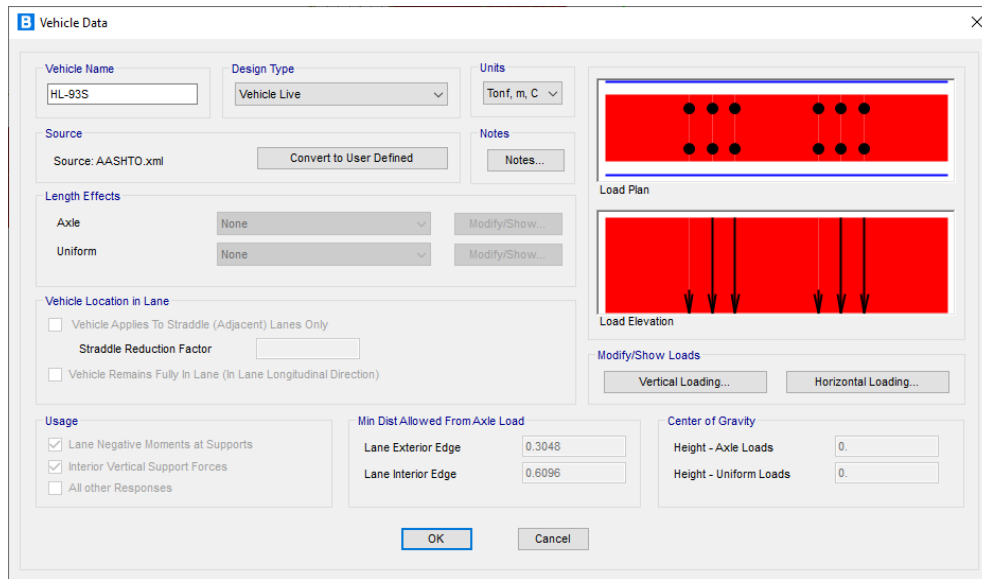 B Vehicle Data
Vehicle Name
HL-93S
Design Type
Vehicle Live
Units
Tonf, m, C
Source
Source: AASHTO.xml
Convert to User Defined
Notes
Notes...
Load Plan
Length Effects
Axle
None
Modify/Show...
Uniform
None
Modify/Show...
Load Elevation
Vehicle Location in Lane
Vehicle Applies To Straddle (Adjacent) Lanes Only
Straddle Reduction Factor
Vehicle Remains Fully In Lane (In Lane Longitudinal Direction)
Modify/Show Loads
Vertical Loading...
Horizontal Loading...
Usage
Lane Negative Moments at Supports
Interior Vertical Support Forces
All other Responses
Min Dist Allowed From Axle Load
Lane Exterior Edge
0.3048
Lane Interior Edge
0.6096
Center of Gravity
Height - Axle Loads
0.
Height - Uniform Loads
0.
OK
Cancel